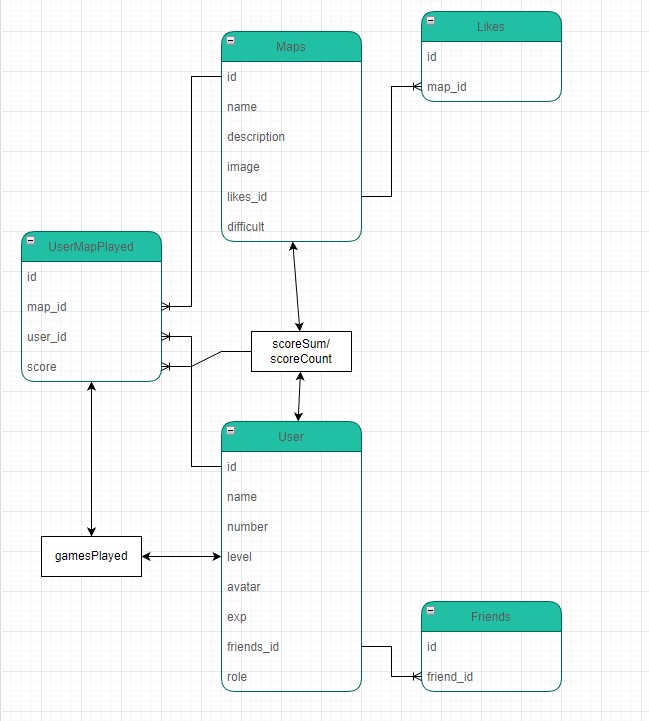 Likes
id
map_id
Maps
id
name
description
image
likes_id
difficult
UserMapPlayed
id
map_id
user_id
score
scoreSum/
scoreCount
User
id
name
number
level
avatar
exp
friends_id
role
gamesPlayed
Friends
id
friend_id